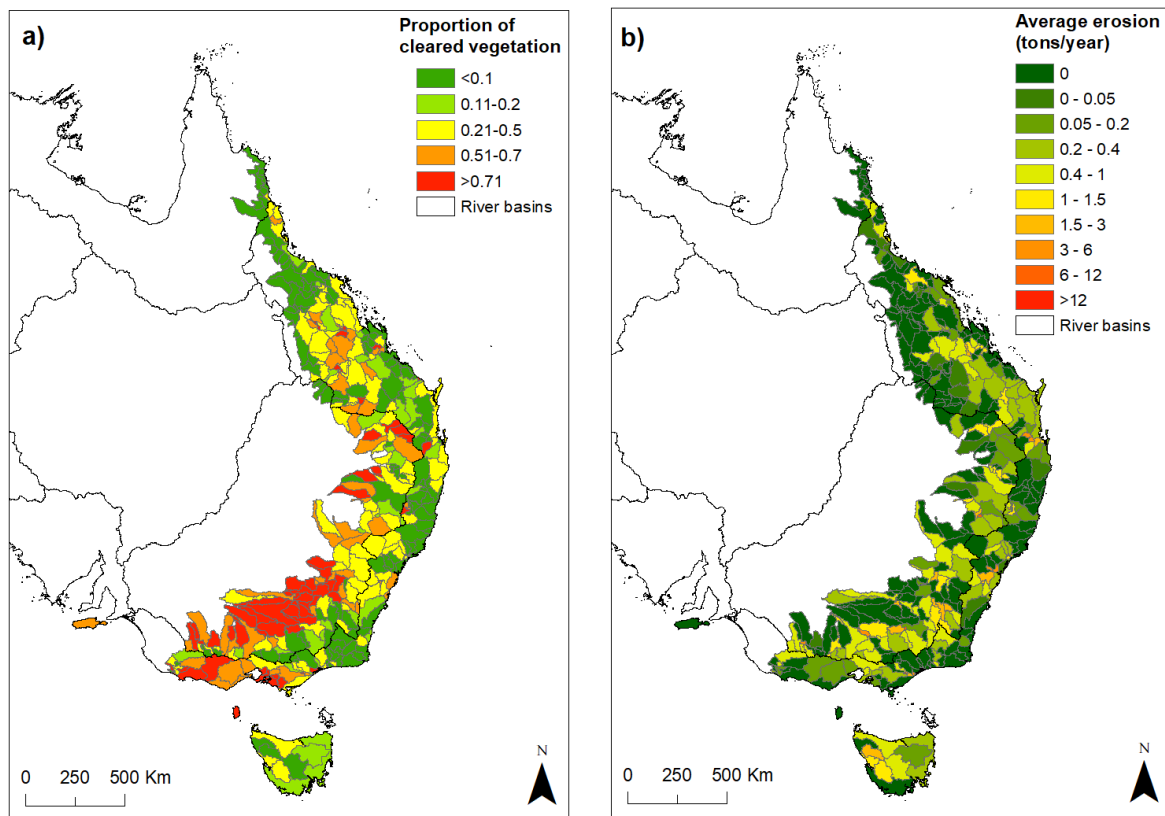 a)
Proportion of
cleared vegetation
<0.1
0.11-0.2
0.21-0.5
0.51-0.7
>0.71
River basins
N
0 250 500 Km
b)
Average erosion
(tons/year)
0
0 - 0.05
0.05 - 0.2
0.2 - 0.4
0.4 - 1
1 - 1.5
1.5 - 3
3 - 6
6 - 12
>12
River basins
N
0 250 500 Km